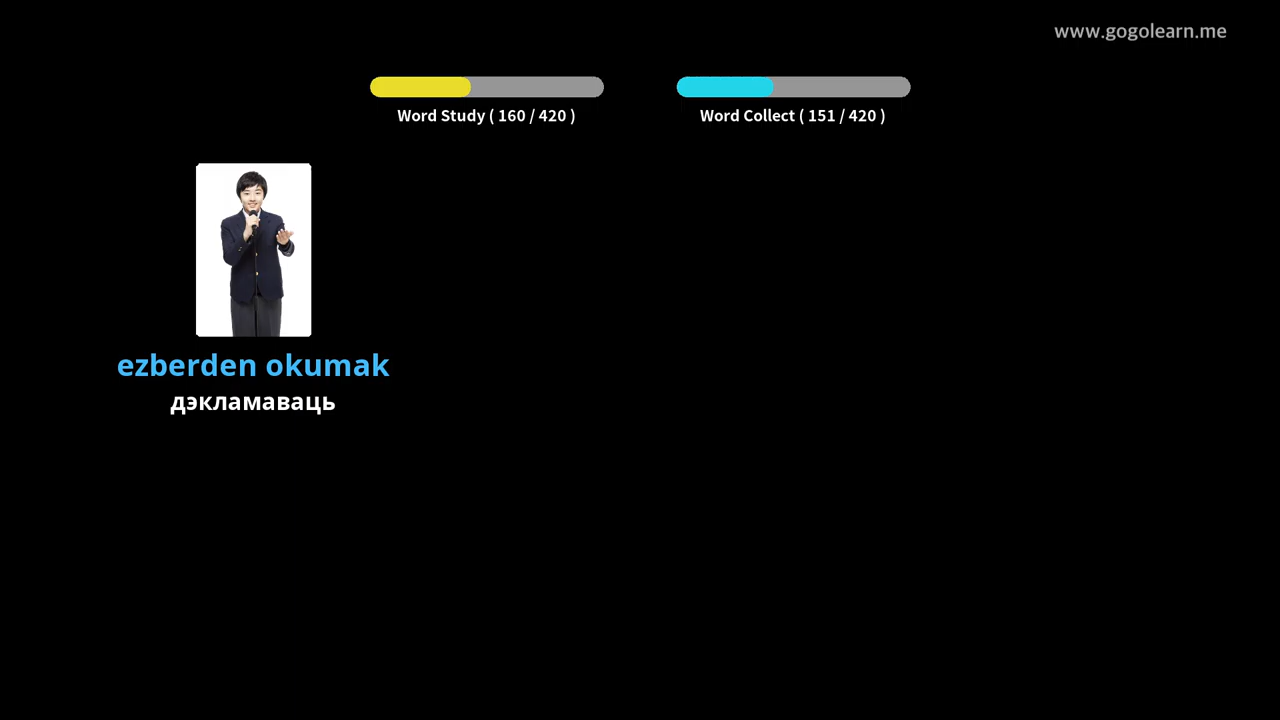 www.gogolearn.me
Word Study ( 160 / 420 )
Word Collect ( 151 / 420 )
ezberden okumak
дэкламаваць